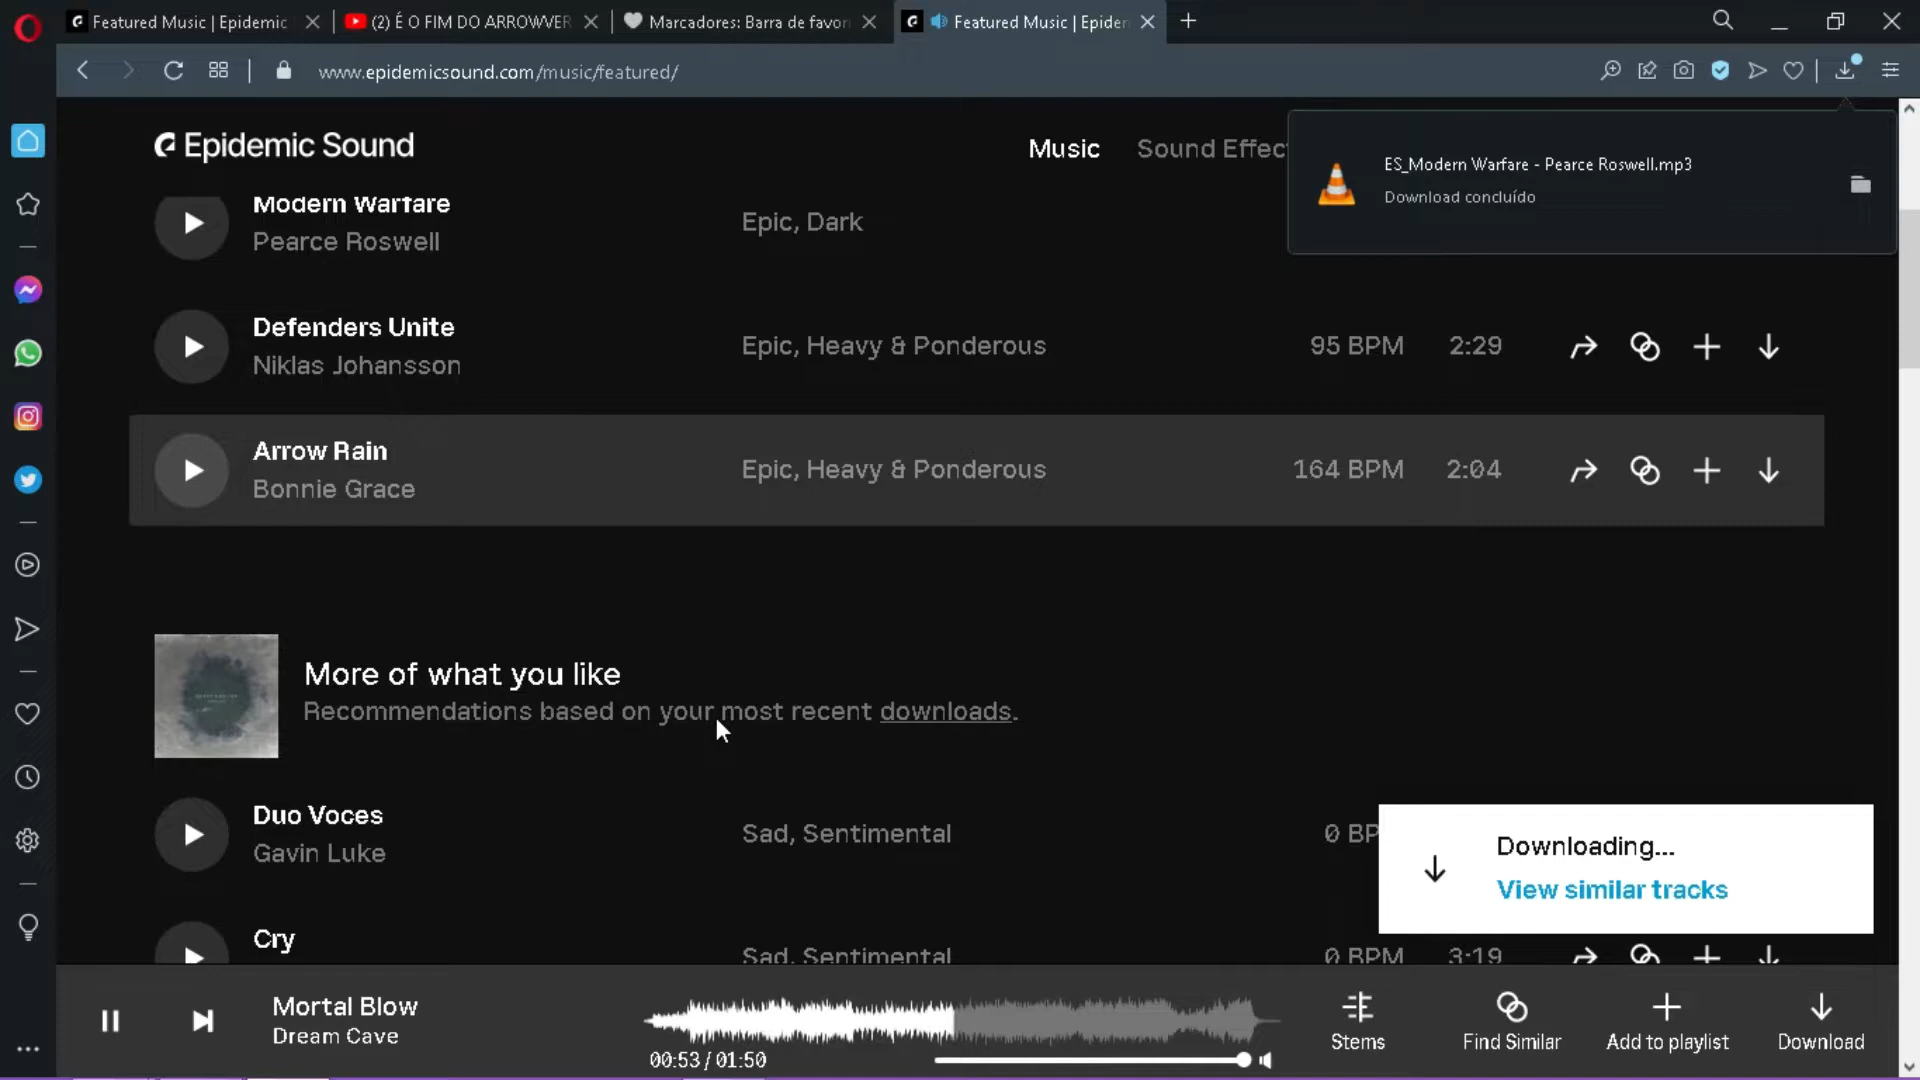 Featured Music | Epidemic
(2) É O FIM DO ARROWVER
Marcadores: Barra de favori
Featured Music | Epider
www.epidemicsound.com/music/featured/
Epidemic Sound
Music
Sound Effec
ES_Modern Warfare - Pearce Roswell.mp3
Download concluído
Modern Warfare
Pearce Roswell
Epic, Dark
Defenders Unite
Niklas Johansson
Epic, Heavy & Ponderous
95 BPM
2:29
Arrow Rain
Bonnie Grace
Epic, Heavy & Ponderous
164 BPM
2:04
More of what you like
Recommendations based on your most recent downloads.
Duo Voces
Gavin Luke
Sad, Sentimental
0 BP
Downloading...
View similar tracks
Cry
Sad, Sentimental
0 BPM
3:19
Mortal Blow
Dream Cave
00:53 / 01:50
Stems
Find Similar
Add to playlist
Download